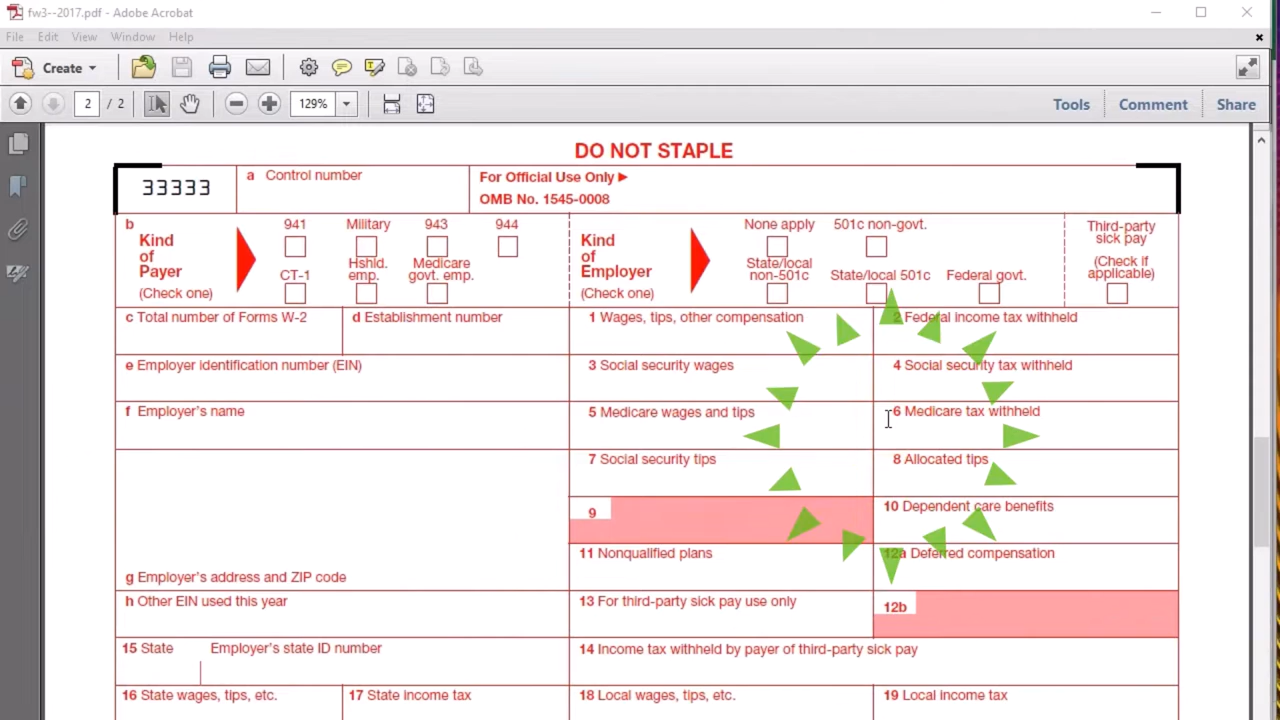 fw3--2017.pdf - Adobe Acrobat
File Edit View Window Help
Create
2 / 2 129% Tools Comment Share
DO NOT STAPLE
33333
a Control number
For Official Use Only ►
OMB No. 1545-0008
b
Kind
of
Payer
(Check one)
941 Military 943 944
CT-1 Hshld. emp. Medicare govt. emp.
Kind
of
Employer
(Check one)
None apply 501c non-govt.
State/local non-501c State/local 501c Federal govt.
Third-party
sick pay
(Check if
applicable)
c Total number of Forms W-2 d Establishment number 1 Wages, tips, other compensation 2 Federal income tax withheld
e Employer identification number (EIN) 3 Social security wages 4 Social security tax withheld
f Employer's name 5 Medicare wages and tips 6 Medicare tax withheld
7 Social security tips 8 Allocated tips
9 10 Dependent care benefits
11 Nonqualified plans 12a Deferred compensation
g Employer's address and ZIP code
h Other EIN used this year 13 For third-party sick pay use only 12b
15 State Employer's state ID number 14 Income tax withheld by payer of third-party sick pay
16 State wages, tips, etc. 17 State income tax 18 Local wages, tips, etc. 19 Local income tax